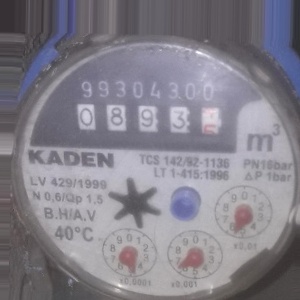 99304300
0893
m³
KADEN
TCS 142/92-1136
PN16bar
LV 429/1999
LT 1-415:1996
ΔP 1bar
N 0,6/Qp 1,5
B.H/A,V
40°C
x0,01
x0,0001
x0,001